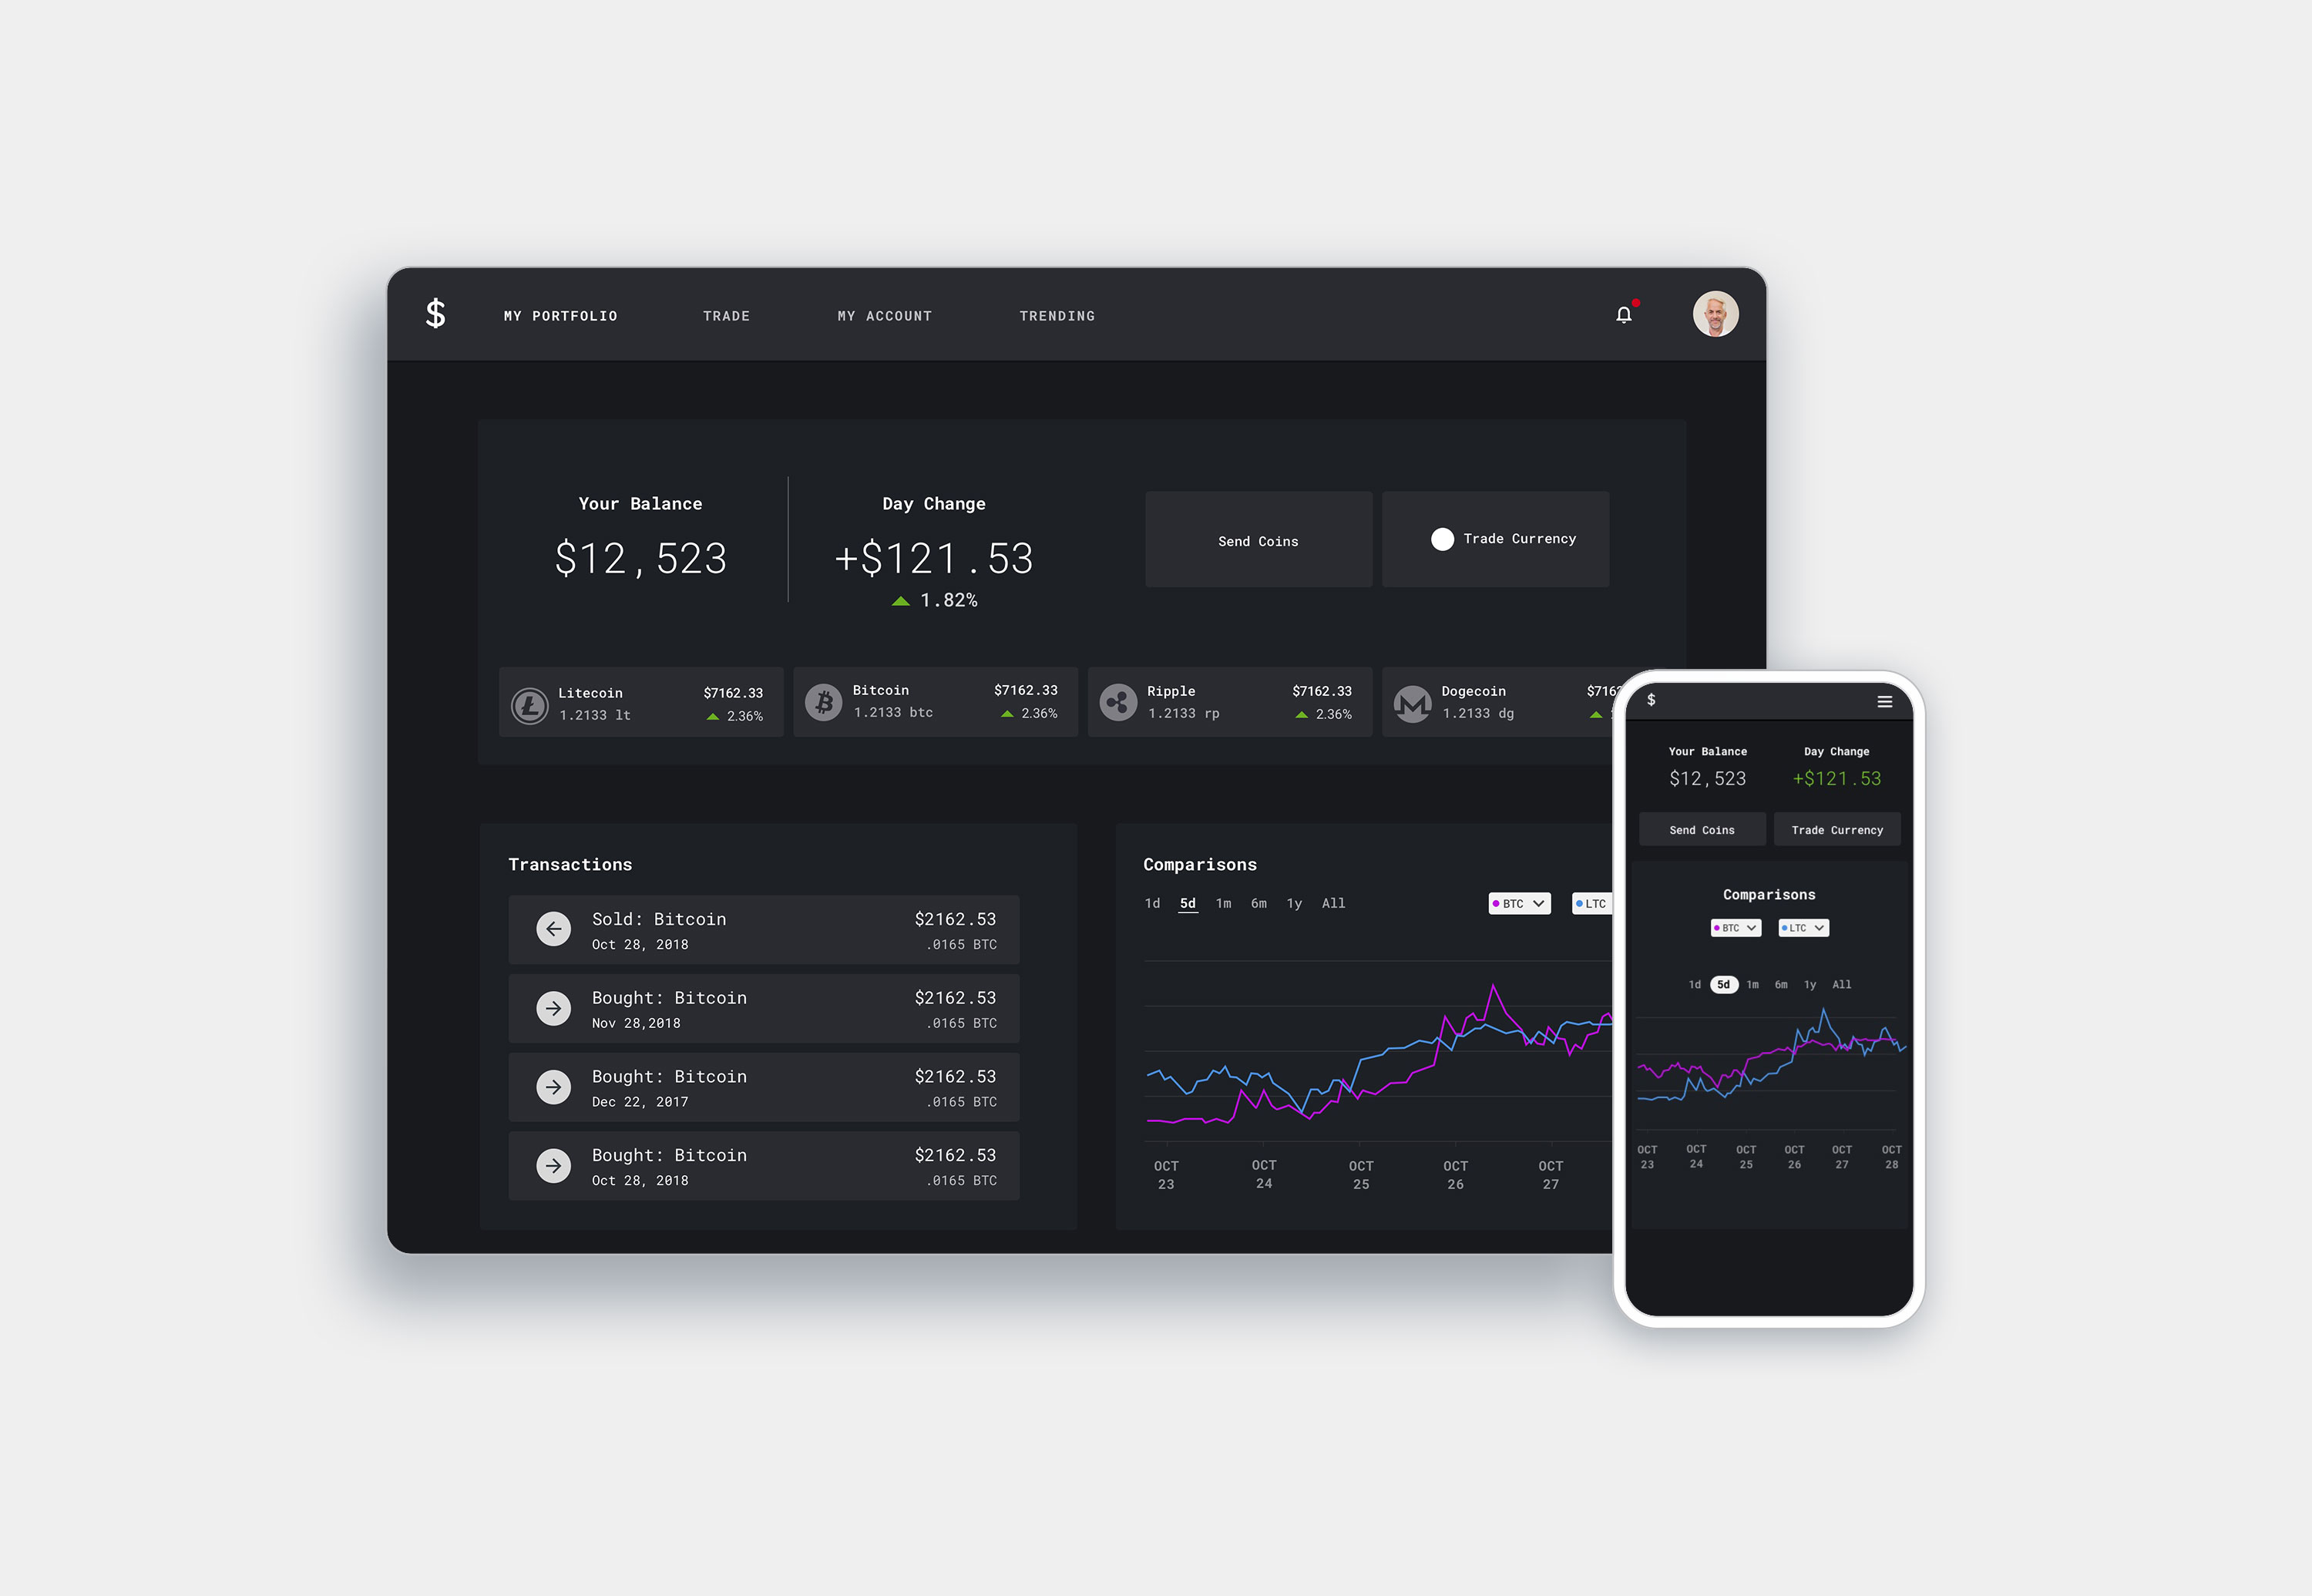 $ MY PORTFOLIO TRADE MY ACCOUNT TRENDING
Your Balance
$12,523
Day Change
+$121.53
1.82%
Send Coins
Trade Currency
Litecoin $7162.33
1.2133 lt 2.36%
Bitcoin $7162.33
1.2133 btc 2.36%
Ripple $7162.33
1.2133 rp 2.36%
Dogecoin $716
1.2133 dg
Transactions
Sold: Bitcoin $2162.53
Oct 28, 2018 .0165 BTC
Bought: Bitcoin $2162.53
Nov 28,2018 .0165 BTC
Bought: Bitcoin $2162.53
Dec 22, 2017 .0165 BTC
Bought: Bitcoin $2162.53
Oct 28, 2018 .0165 BTC
Comparisons
1d 5d 1m 6m 1y All BTC LTC
OCT OCT OCT OCT OCT
23 24 25 26 27
$
Your Balance Day Change
$12,523 +$121.53
Send Coins Trade Currency
Comparisons
BTC LTC
1d 5d 1m 6m 1y All
OCT OCT OCT OCT OCT OCT
23 24 25 26 27 28